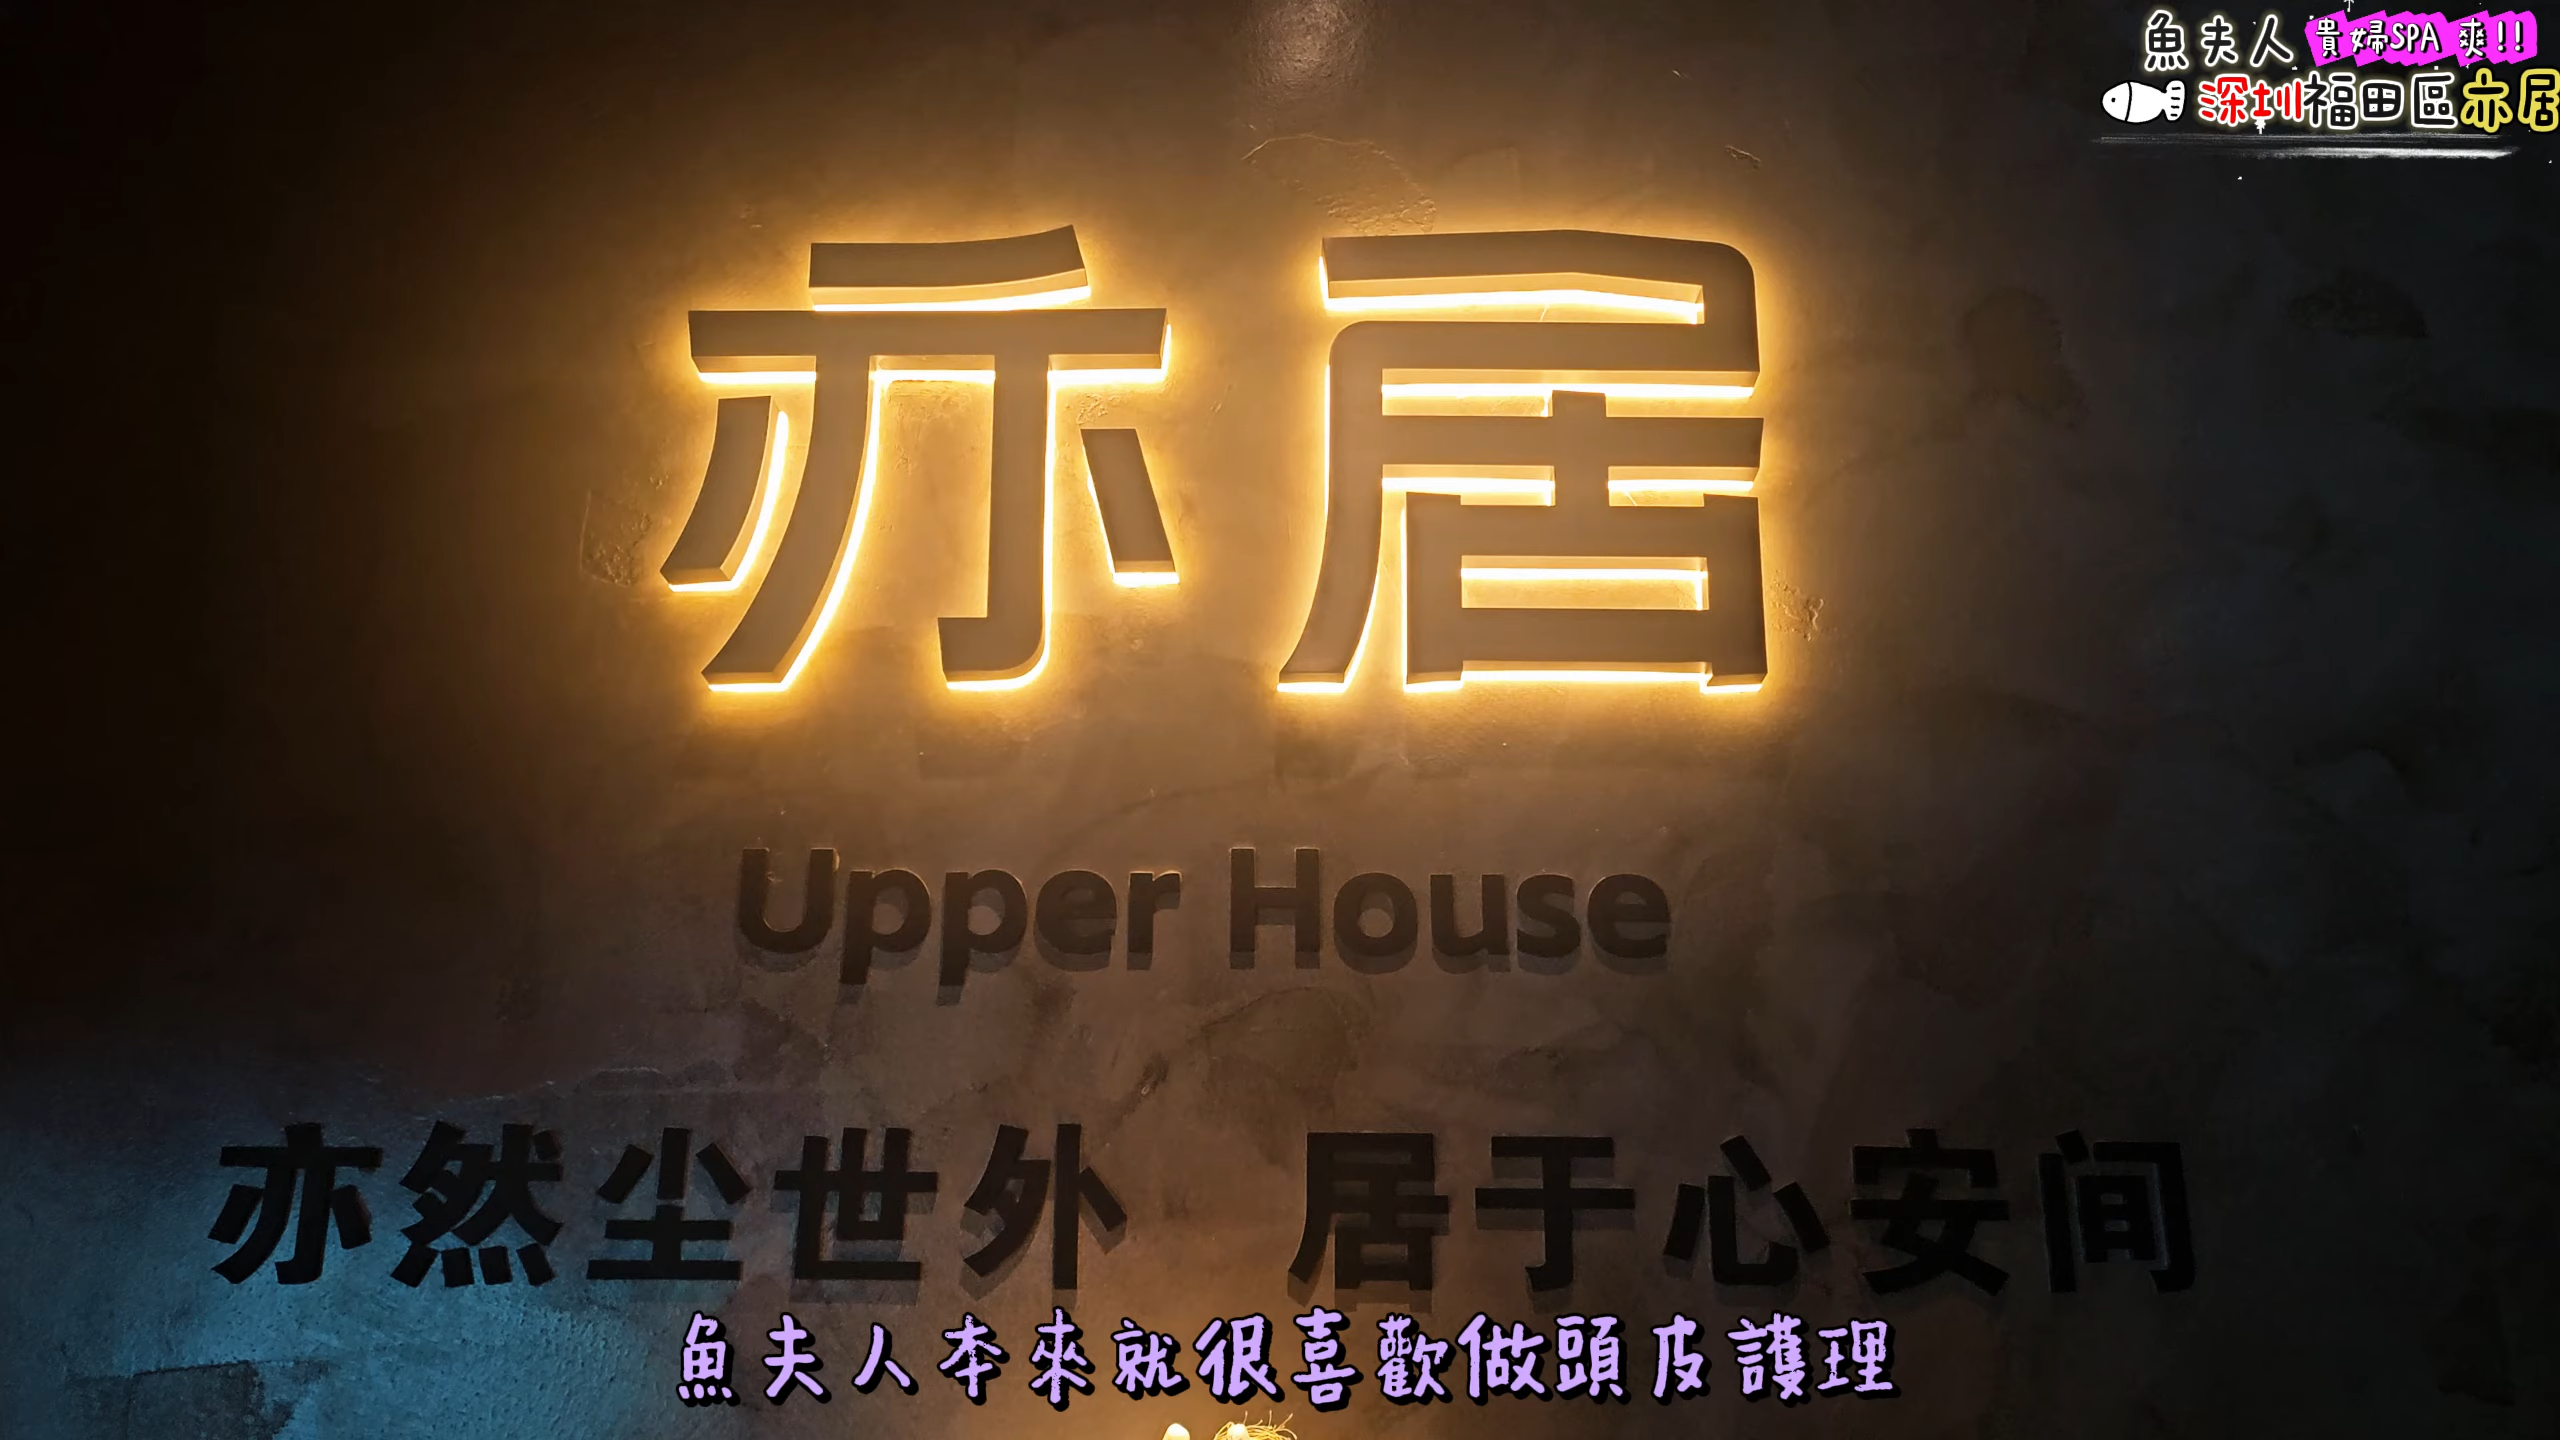 魚夫人 貴婦SPA 爽!!
深圳福田區亦居
亦居
Upper House
亦然尘世外 居于心安间
魚夫人本來就很喜歡做頭皮護理